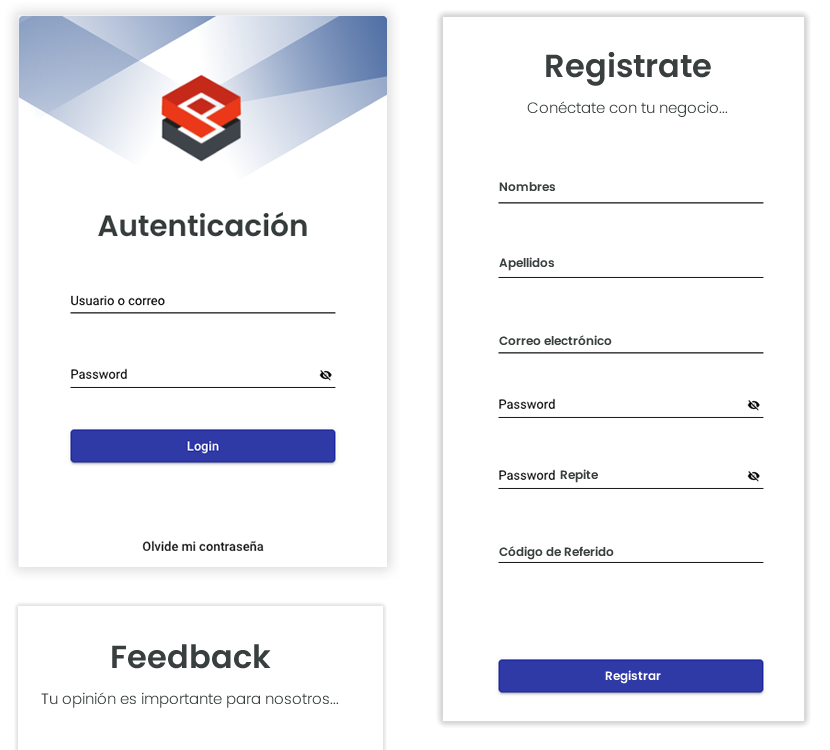 Autenticación
Usuario o correo
Password
Login
Olvide mi contraseña
Feedback
Tu opinión es importante para nosotros...
Registrate
Conéctate con tu negocio...
Nombres
Apellidos
Correo electrónico
Password
Password Repite
Código de Referido
Registrar